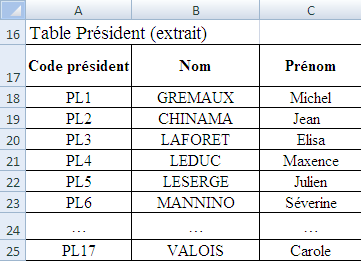 A B C
16 Table Président (extrait)
17 Code président Nom Prénom
18 PL1 GREMAUX Michel
19 PL2 CHINAMA Jean
20 PL3 LAFORET Elisa
21 PL4 LEDUC Maxence
22 PL5 LESERGE Julien
23 PL6 MANNINO Séverine
24 … … …
25 PL17 VALOIS Carole